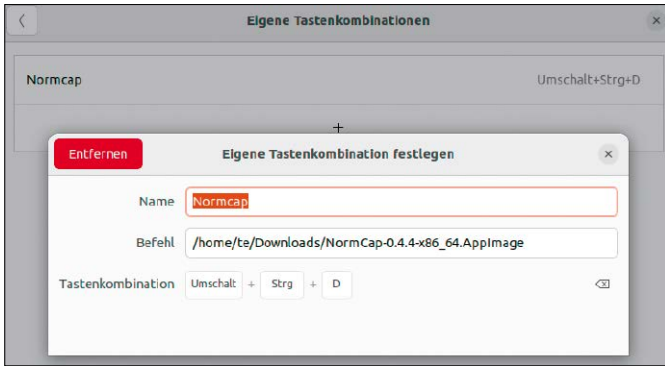 Eigene Tastenkombinationen
Normcap Umschalt+Strg+D
+
Entfernen Eigene Tastenkombination festlegen
Name Normcap
Befehl /home/te/Downloads/NormCap-0.4.4-x86_64.AppImage
Tastenkombination Umschalt + Strg + D